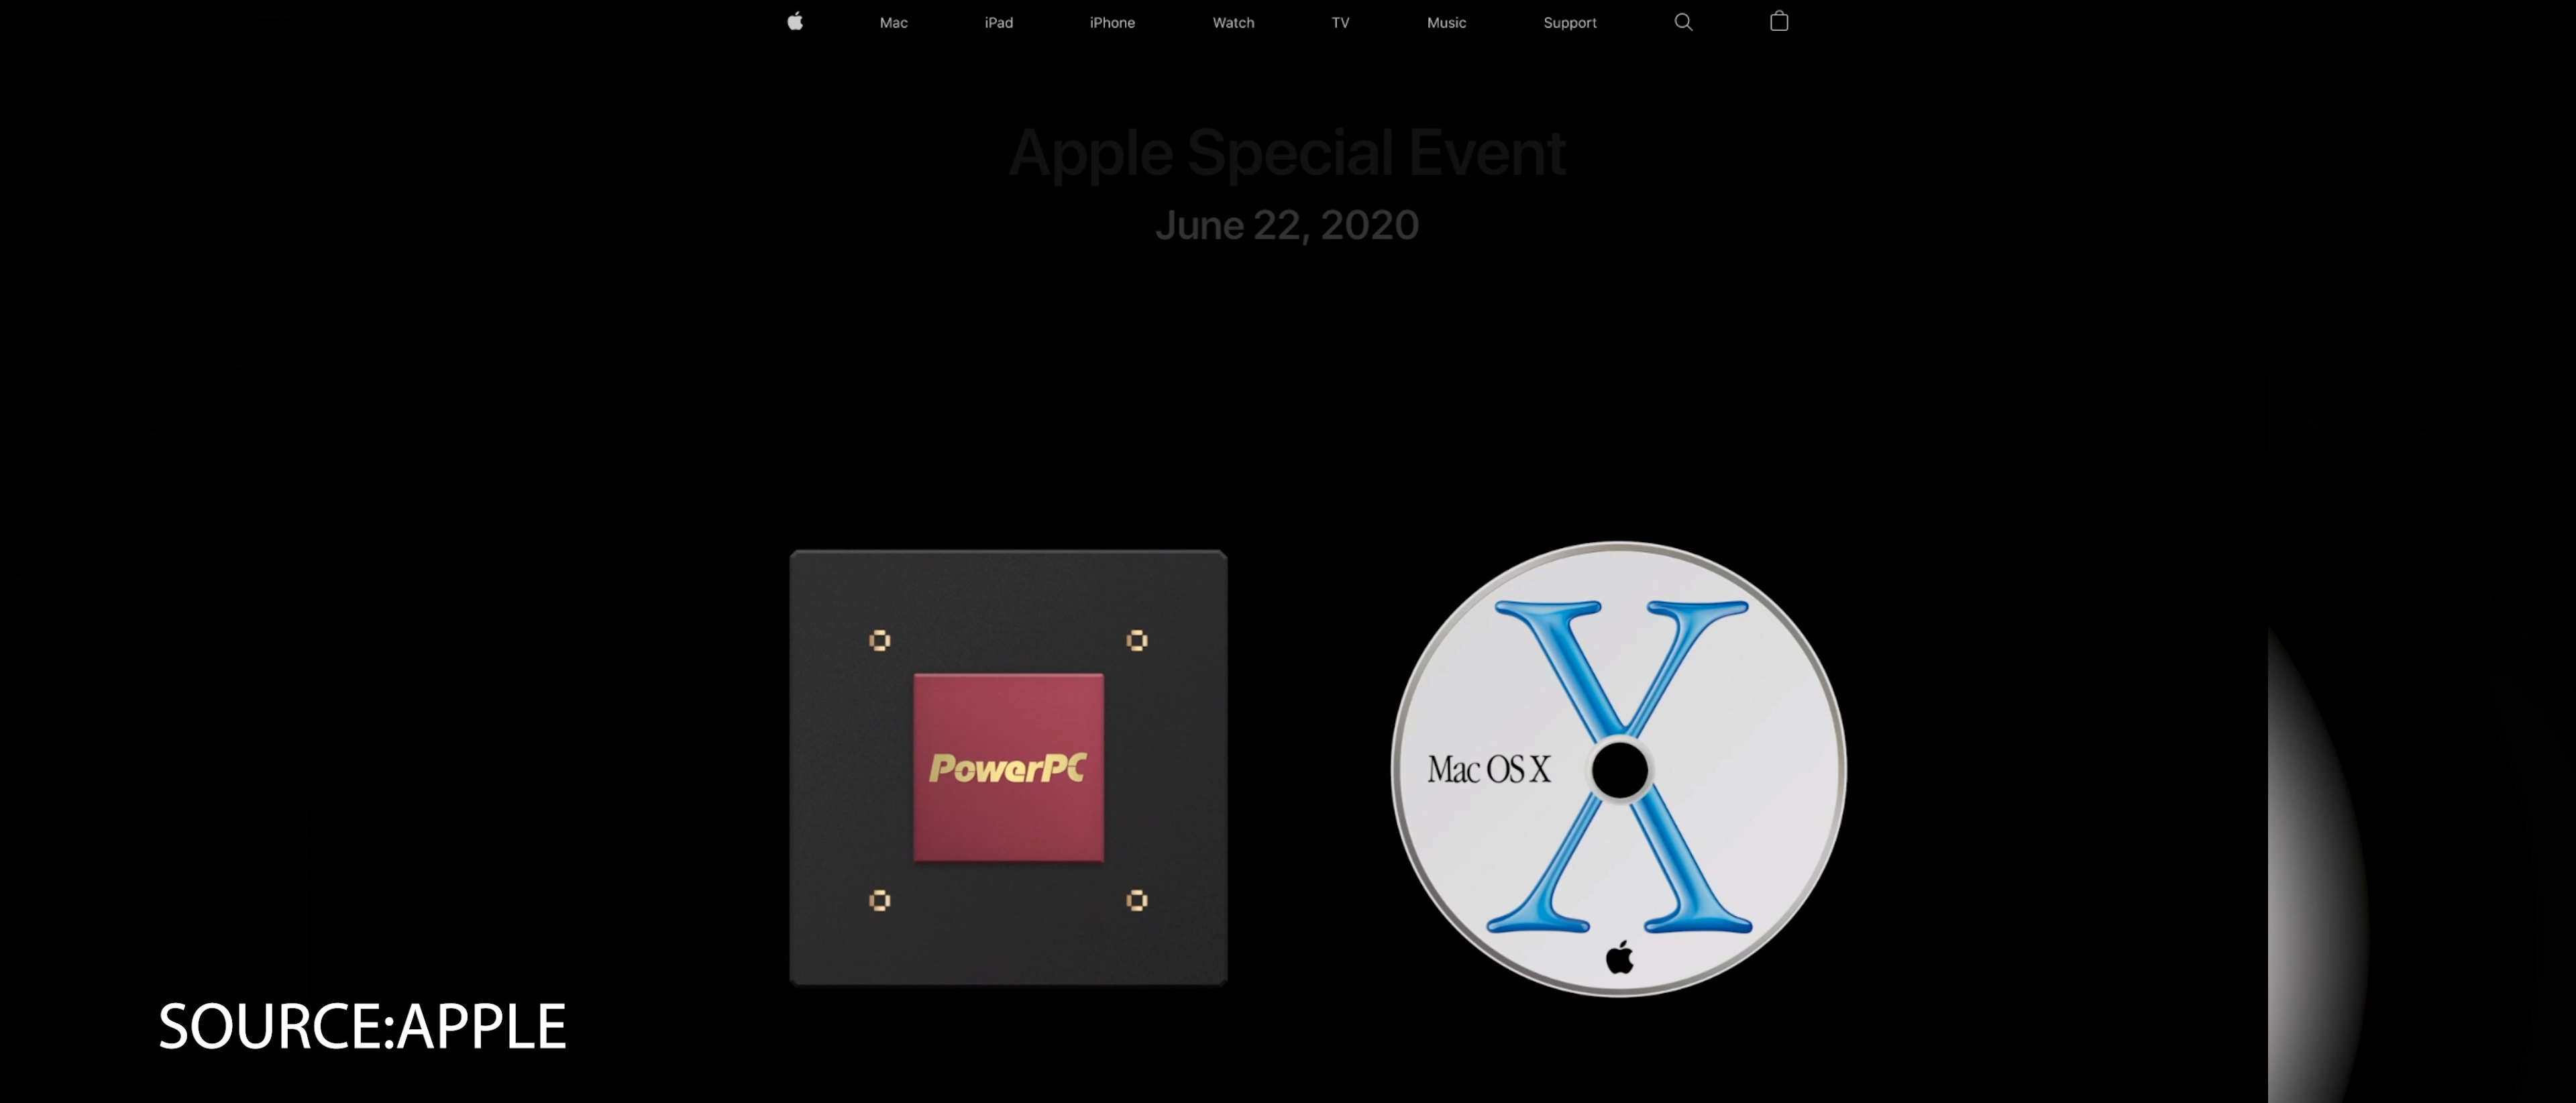 Mac iPad iPhone Watch TV Music Support
Apple Special Event
June 22, 2020
PowerPC
Mac OS X
X
SOURCE:APPLE